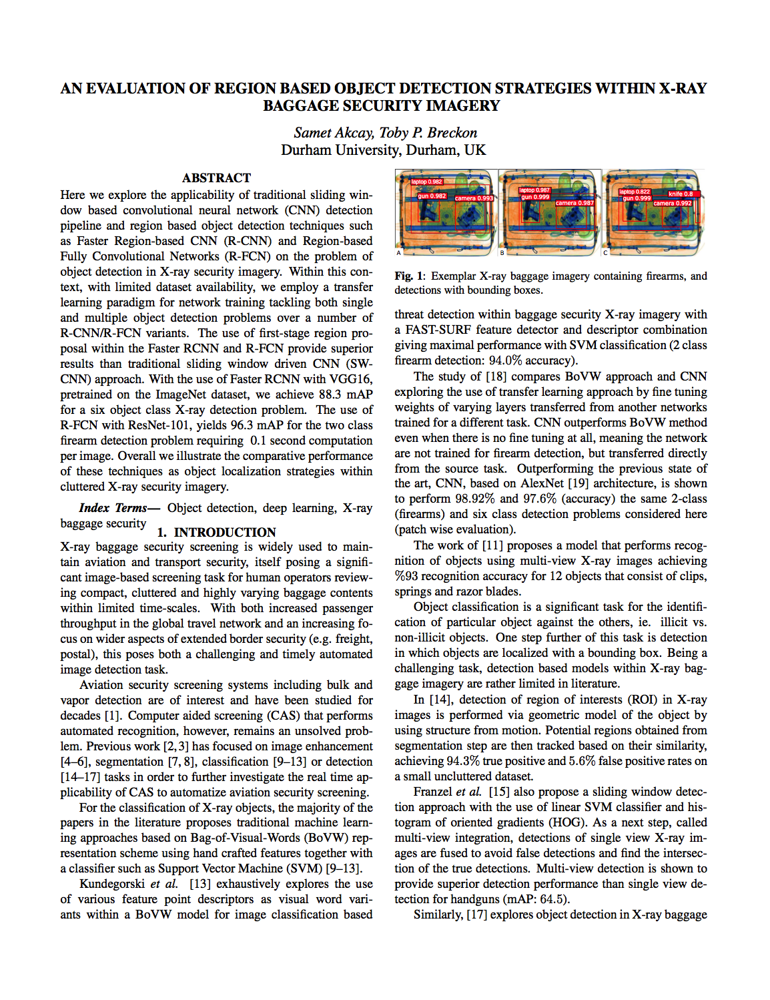 AN EVALUATION OF REGION BASED OBJECT DETECTION STRATEGIES WITHIN X-RAY
BAGGAGE SECURITY IMAGERY
Samet Akcay, Toby P. Breckon
Durham University, Durham, UK
ABSTRACT
Here we explore the applicability of traditional sliding win-
dow based convolutional neural network (CNN) detection
pipeline and region based object detection techniques such
as Faster Region-based CNN (R-CNN) and Region-based
Fully Convolutional Networks (R-FCN) on the problem of
object detection in X-ray security imagery. Within this con-
text, with limited dataset availability, we employ a transfer
learning paradigm for network training tackling both single
and multiple object detection problems over a number of
R-CNN/R-FCN variants. The use of first-stage region pro-
posal within the Faster RCNN and R-FCN provide superior
results than traditional sliding window driven CNN (SW-
CNN) approach. With the use of Faster RCNN with VGG16,
pretrained on the ImageNet dataset, we achieve 88.3 mAP
for a six object class X-ray detection problem. The use of
R-FCN with ResNet-101, yields 96.3 mAP for the two class
firearm detection problem requiring 0.1 second computation
per image. Overall we illustrate the comparative performance
of these techniques as object localization strategies within
cluttered X-ray security imagery.
Index Terms— Object detection, deep learning, X-ray
baggage security
1. INTRODUCTION
X-ray baggage security screening is widely used to main-
tain aviation and transport security, itself posing a signifi-
cant image-based screening task for human operators review-
ing compact, cluttered and highly varying baggage contents
within limited time-scales. With both increased passenger
throughput in the global travel network and an increasing fo-
cus on wider aspects of extended border security (e.g. freight,
postal), this poses both a challenging and timely automated
image detection task.
Aviation security screening systems including bulk and
vapor detection are of interest and have been studied for
decades [1]. Computer aided screening (CAS) that performs
automated recognition, however, remains an unsolved prob-
lem. Previous work [2,3] has focused on image enhancement
[4–6], segmentation [7, 8], classification [9–13] or detection
[14–17] tasks in order to further investigate the real time ap-
plicability of CAS to automatize aviation security screening.
For the classification of X-ray objects, the majority of the
papers in the literature proposes traditional machine learn-
ing approaches based on Bag-of-Visual-Words (BoVW) rep-
resentation scheme using hand crafted features together with
a classifier such as Support Vector Machine (SVM) [9–13].
Kundegorski et al. [13] exhaustively explores the use
of various feature point descriptors as visual word vari-
ants within a BoVW model for image classification based
laptop 0.982
gun 0.982
camera 0.993
A
laptop 0.987
gun 0.999
camera 0.987
B
laptop 0.822
knife 0.8
gun 0.999
camera 0.992
C
Fig. 1: Exemplar X-ray baggage imagery containing firearms, and
detections with bounding boxes.
threat detection within baggage security X-ray imagery with
a FAST-SURF feature detector and descriptor combination
giving maximal performance with SVM classification (2 class
firearm detection: 94.0% accuracy).
The study of [18] compares BoVW approach and CNN
exploring the use of transfer learning approach by fine tuning
weights of varying layers transferred from another networks
trained for a different task. CNN outperforms BoVW method
even when there is no fine tuning at all, meaning the network
are not trained for firearm detection, but transferred directly
from the source task. Outperforming the previous state of
the art, CNN, based on AlexNet [19] architecture, is shown
to perform 98.92% and 97.6% (accuracy) the same 2-class
(firearms) and six class detection problems considered here
(patch wise evaluation).
The work of [11] proposes a model that performs recog-
nition of objects using multi-view X-ray images achieving
%93 recognition accuracy for 12 objects that consist of clips,
springs and razor blades.
Object classification is a significant task for the identifi-
cation of particular object against the others, ie. illicit vs.
non-illicit objects. One step further of this task is detection
in which objects are localized with a bounding box. Being a
challenging task, detection based models within X-ray bag-
gage imagery are rather limited in literature.
In [14], detection of region of interests (ROI) in X-ray
images is performed via geometric model of the object by
using structure from motion. Potential regions obtained from
segmentation step are then tracked based on their similarity,
achieving 94.3% true positive and 5.6% false positive rates on
a small uncluttered dataset.
Franzel et al. [15] also propose a sliding window detec-
tion approach with the use of linear SVM classifier and his-
togram of oriented gradients (HOG). As a next step, called
multi-view integration, detections of single view X-ray im-
ages are fused to avoid false detections and find the intersec-
tion of the true detections. Multi-view detection is shown to
provide superior detection performance than single view de-
tection for handguns (mAP: 64.5).
Similarly, [17] explores object detection in X-ray baggage